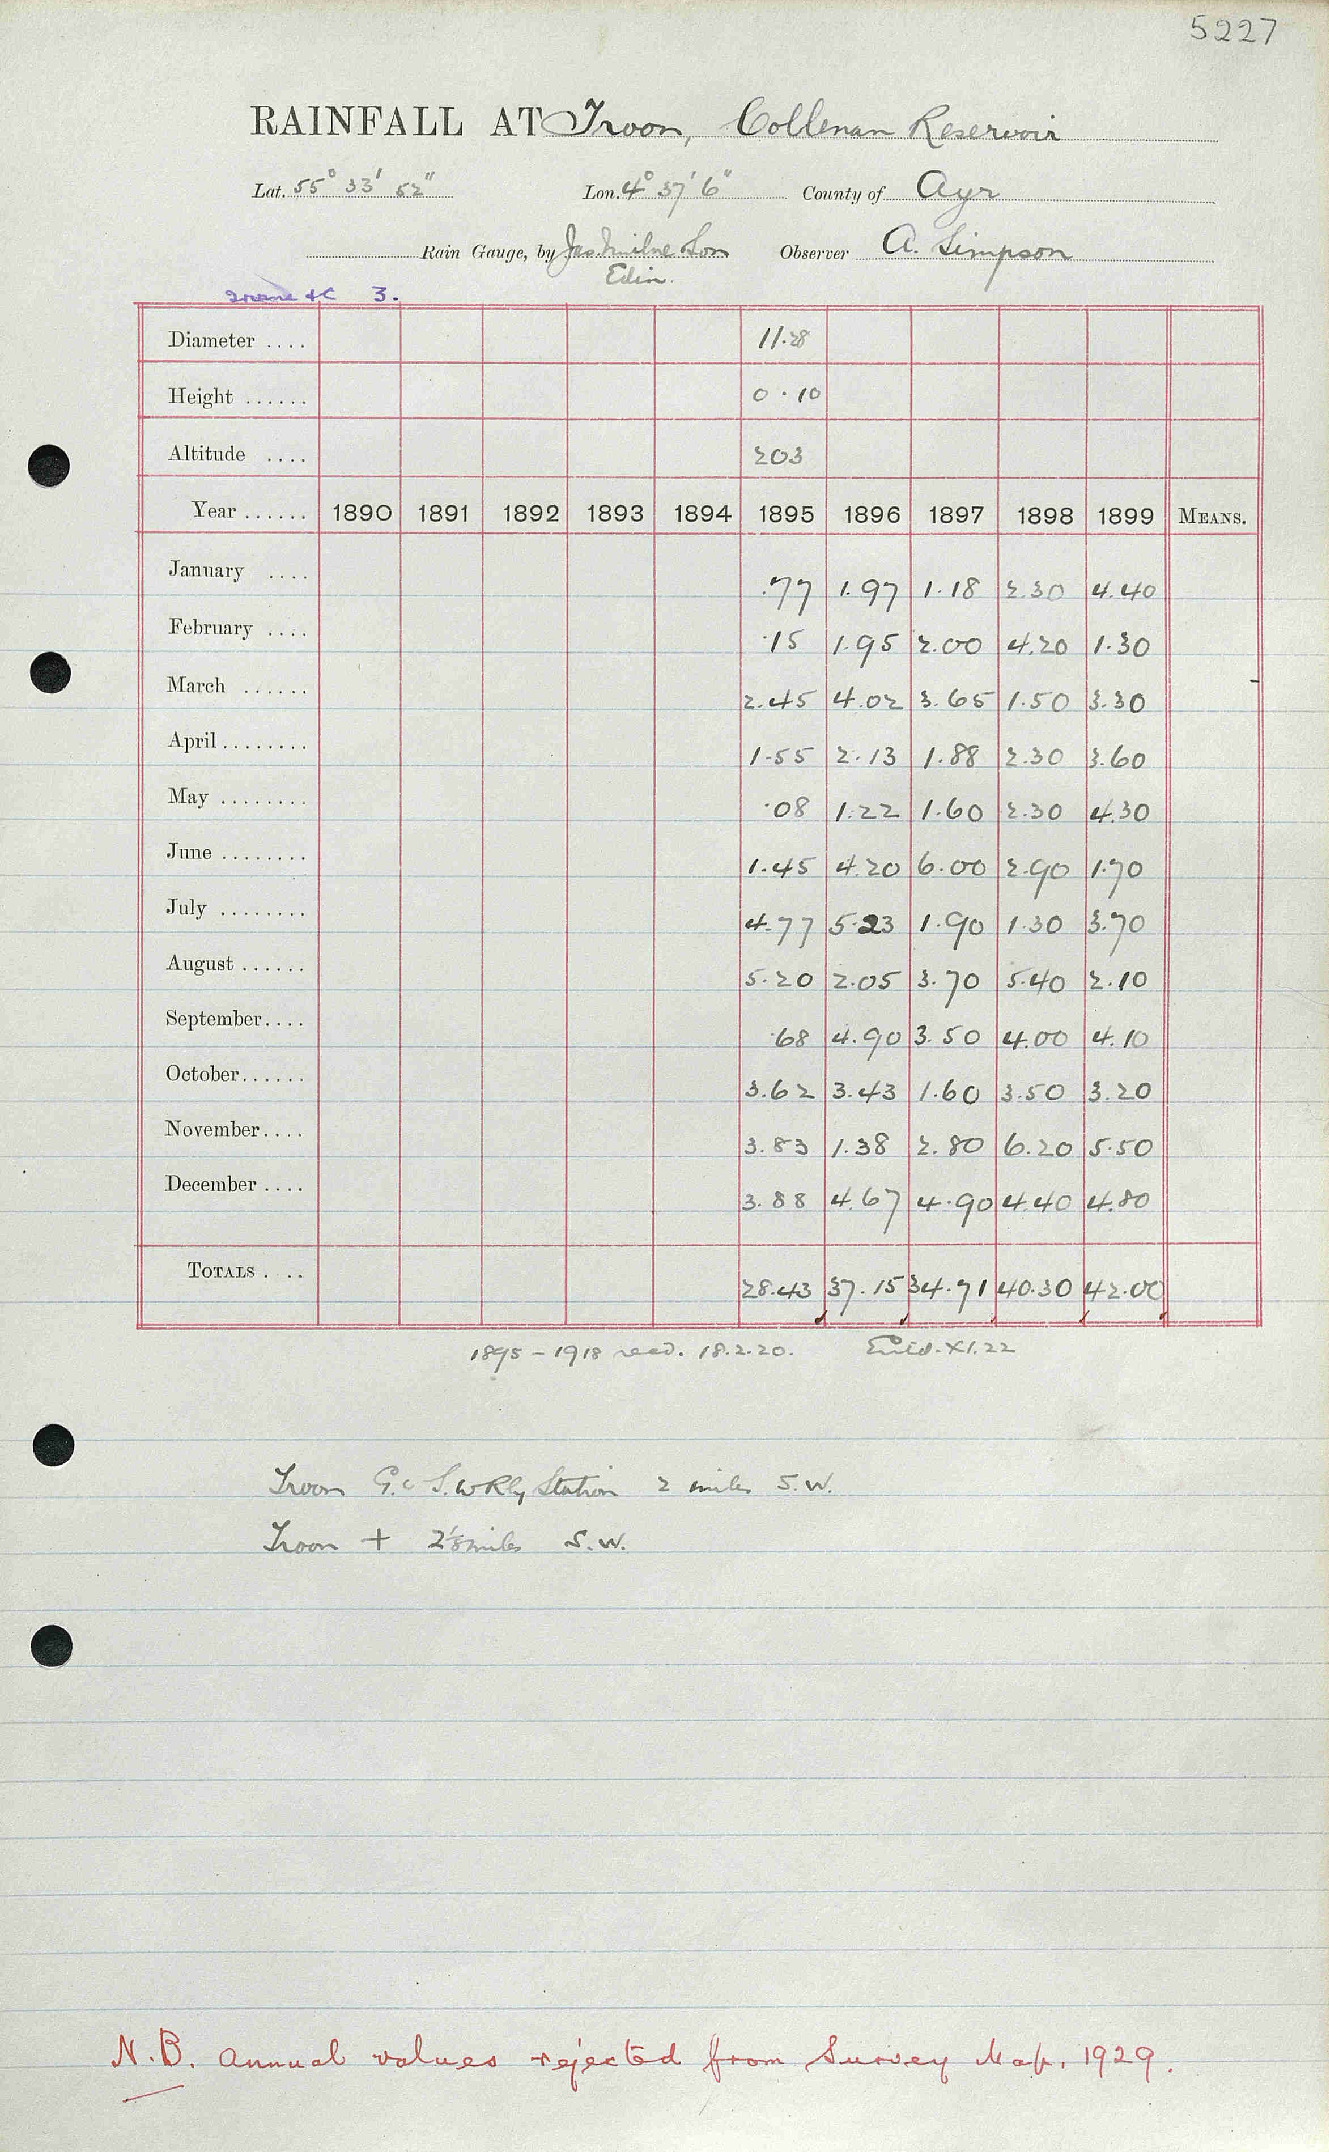 5227
RAINFALL AT Troon, Collenan Reservoir
Lat. 55° 33' 52" Lon. 4° 37' 6" County of Ayr
Rain Gauge, by Jas Milne & Son Observer A. Simpson
Edin.
3.
Diameter .... 11.28
Height ...... 0.10
Altitude .... 203
Year ...... 1890 1891 1892 1893 1894 1895 1896 1897 1898 1899 MEANS.
January .... .77 1.97 1.18 2.30 4.40
February .... .15 1.95 2.00 4.20 1.30
March ...... 2.45 4.02 3.65 1.50 3.30
April ........ 1.55 2.13 1.88 2.30 3.60
May ........ .08 1.22 1.60 2.30 4.30
June ........ 1.45 4.20 6.00 2.90 1.70
July ........ 4.77 5.23 1.90 1.30 3.70
August ...... 5.20 2.05 3.70 5.40 2.10
September.... .68 4.90 3.50 4.00 4.10
October...... 3.62 3.43 1.60 3.50 3.20
November.... 3.83 1.38 2.80 6.20 5.50
December .... 3.88 4.67 4.90 4.40 4.80
TOTALS . .. 28.43 37.15 34.71 40.30 42.00
1895 - 1918 recd. 18.2.20. Entd. XI.22
Troon G. & S.W Rly Station 2 miles S.W.
Troon + 2⅛ miles S.W.
N.B. Annual values rejected from Survey Map, 1929.